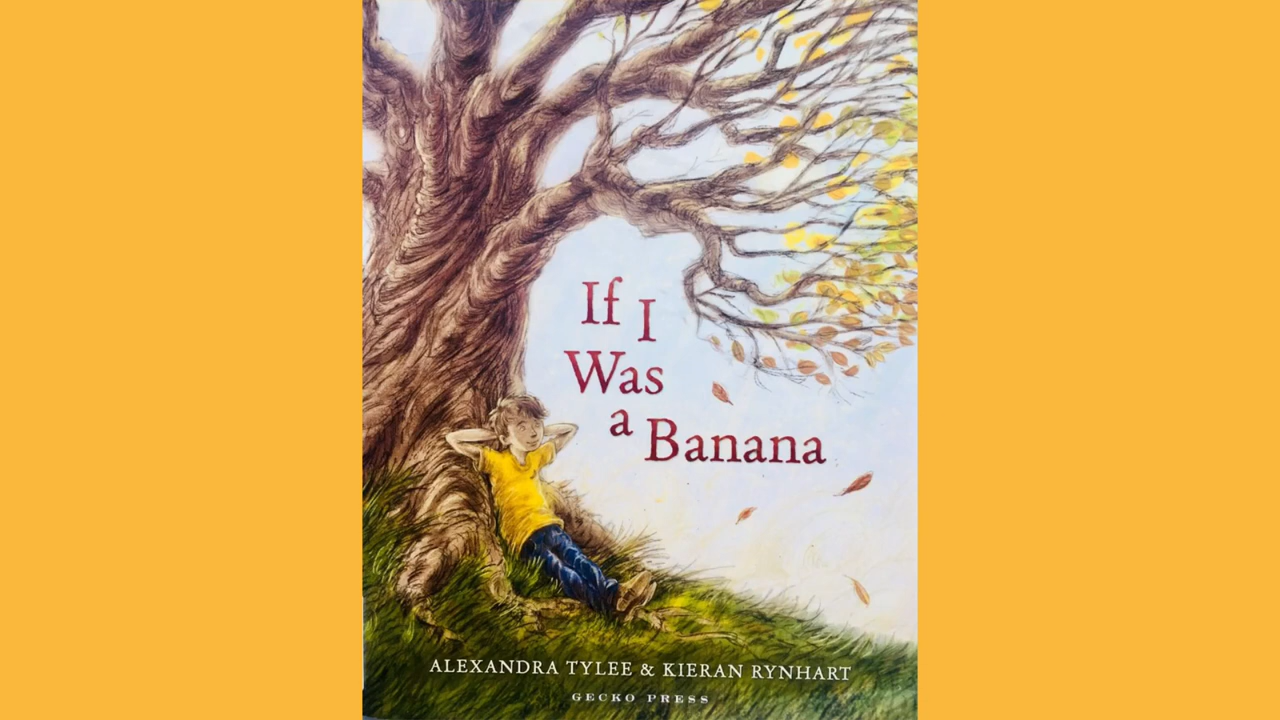 If I
Was
a
Banana
ALEXANDRA TYLEE & KIERAN RYNHART
GECKO PRESS